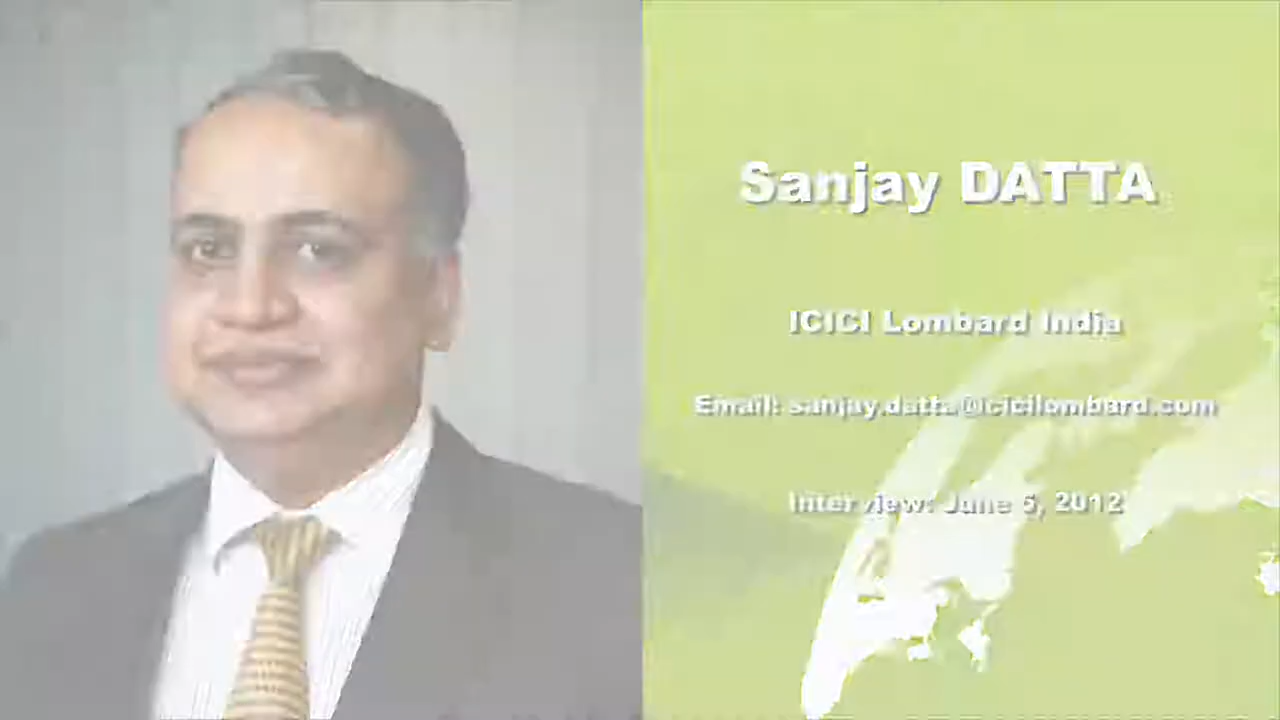 Sanjay DATTA
ICICI Lombard India
Email: sanjay.datta@icicilombard.com
Interview: June 5, 2012